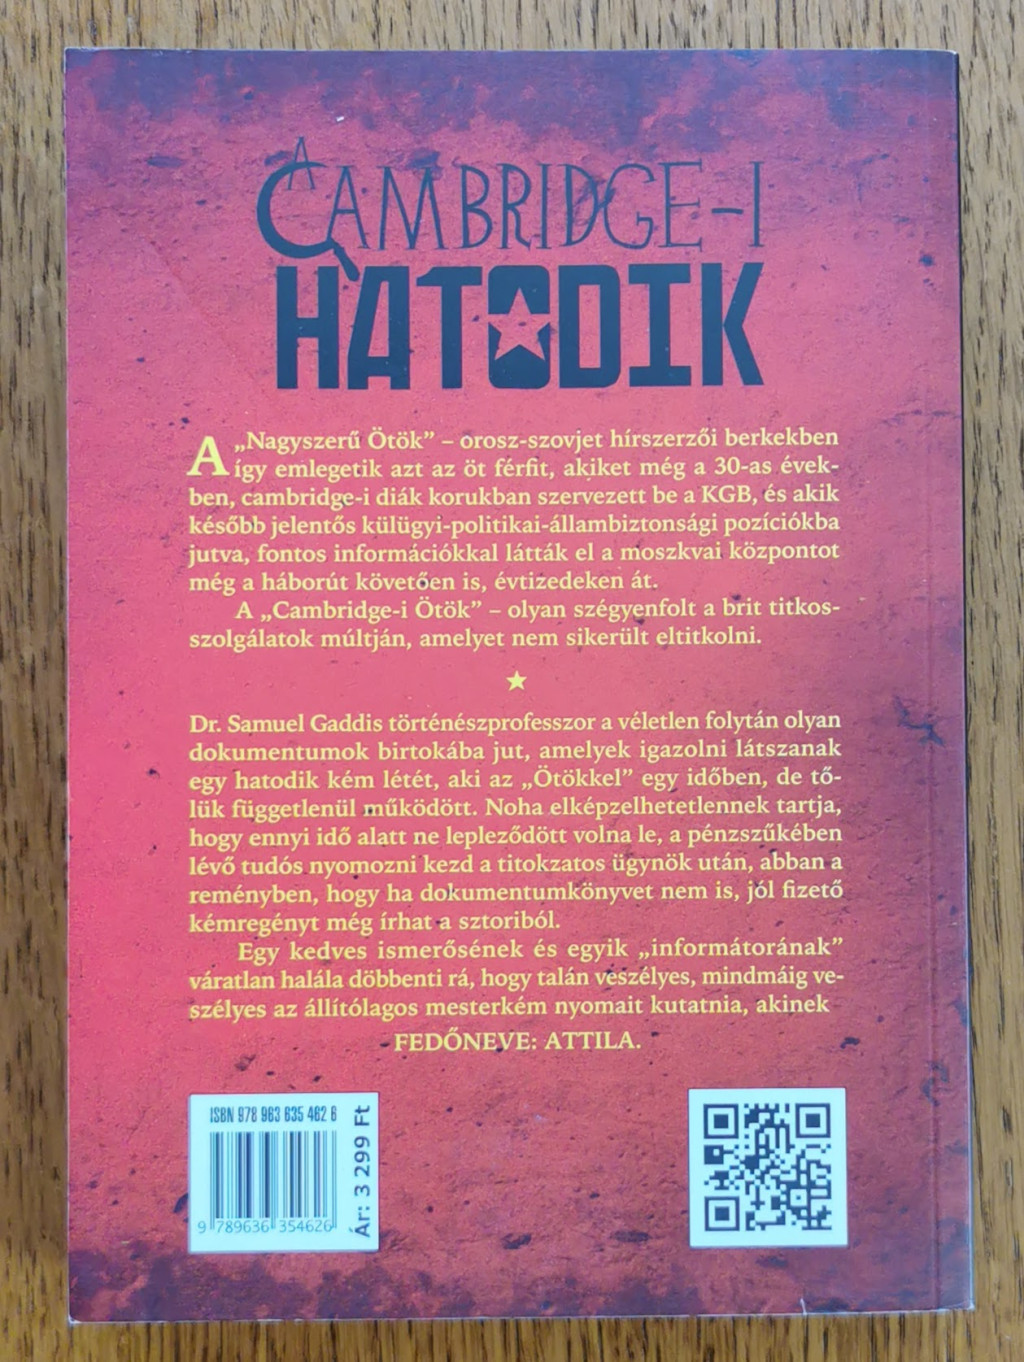 A CAMBRIDGE-I
HATODIK
A „Nagyszerű Ötök” – orosz-szovjet hírszerzői berkekben
így emlegetik azt az öt férfit, akiket még a 30-as évek-
ben, cambridge-i diák korukban szervezett be a KGB, és akik
később jelentős külügyi-politikai-állambiztonsági pozíciókba
jutva, fontos információkkal látták el a moszkvai központot
még a háborút követően is, évtizedeken át.
A „Cambridge-i Ötök” – olyan szégyenfolt a brit titkos-
szolgálatok múltján, amelyet nem sikerült eltitkolni.
Dr. Samuel Gaddis történészprofesszor a véletlen folytán olyan
dokumentumok birtokába jut, amelyek igazolni látszanak
egy hatodik kém létét, aki az „Ötökkel” egy időben, de tő-
lük függetlenül működött. Noha elképzelhetetlennek tartja,
hogy ennyi idő alatt ne lepleződött volna le, a pénzszűkében
lévő tudós nyomozni kezd a titokzatos ügynök után, abban a
reményben, hogy ha dokumentumkönyvet nem is, jól fizető
kémregényt még írhat a sztoriból.
Egy kedves ismerősének és egyik „informátorának”
váratlan halála döbbenti rá, hogy talán veszélyes, mindmáig ve-
szélyes az állítólagos mesterkém nyomait kutatnia, akinek
FEDŐNEVE: ATTILA.
ISBN 978 963 635 462 6
9 789636 354626
Ár: 3 299 Ft